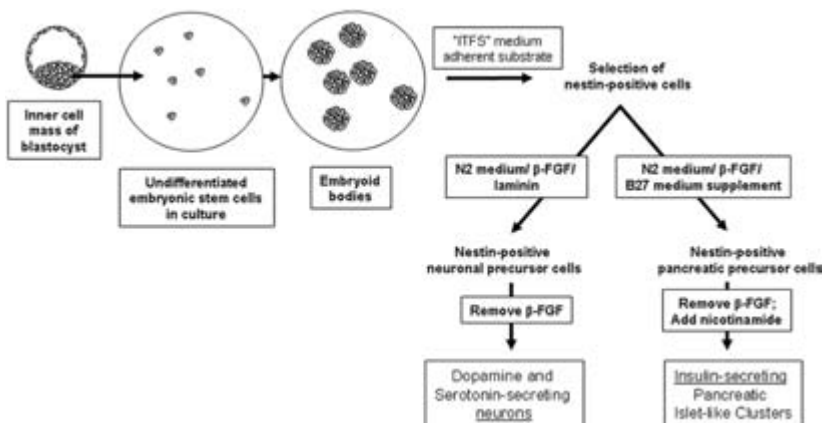 Inner cell
mass of
blastocyst
Undifferentiated
embryonic stem cells
in culture
Embryoid
bodies
"ITFS" medium
adherent substrate
Selection of
nestin-positive cells
N2 medium/ β-FGF/
laminin
N2 medium/ β-FGF/
B27 medium supplement
Nestin-positive
neuronal precursor cells
Nestin-positive
pancreatic precursor cells
Remove β-FGF
Remove β-FGF;
Add nicotinamide
Dopamine and
Serotonin-secreting
neurons
Insulin-secreting
Pancreatic
Islet-like Clusters